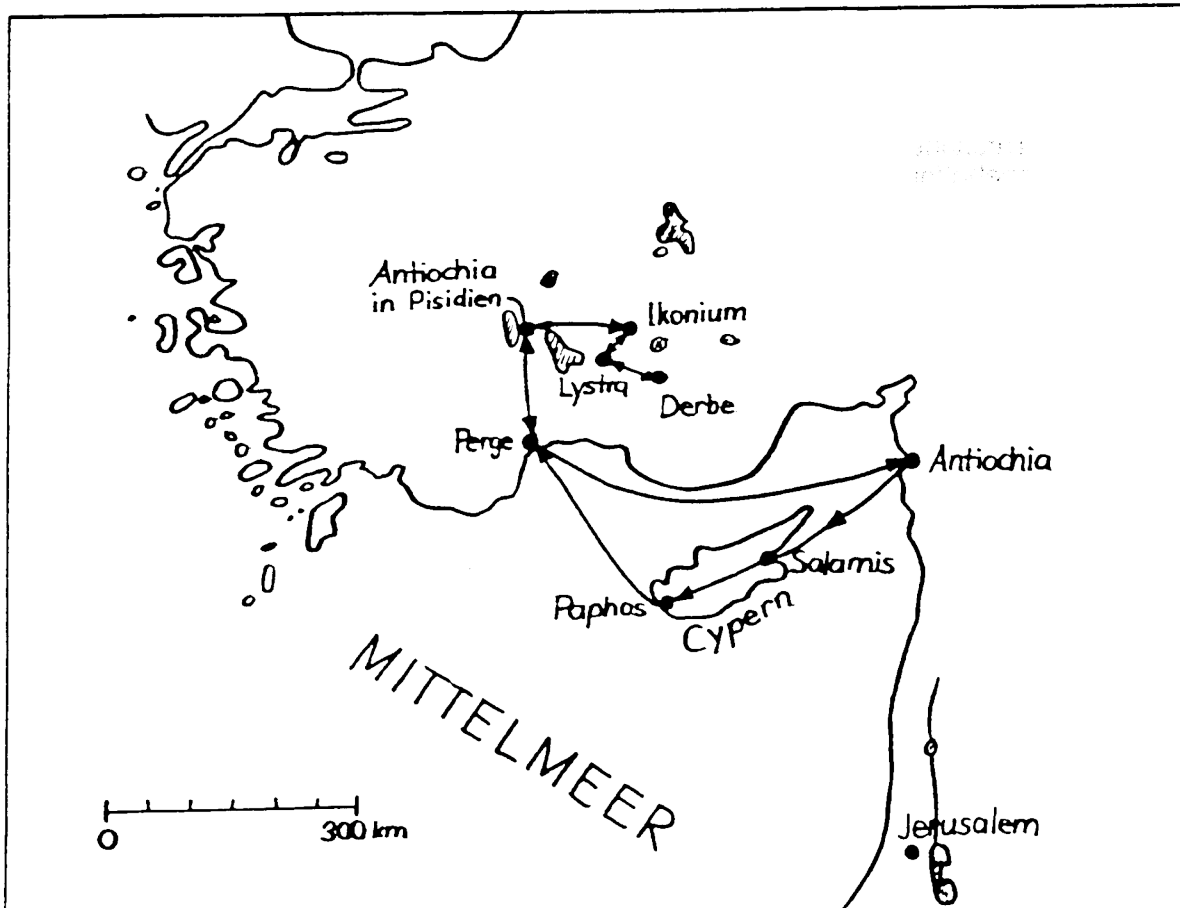 Antiochia
in Pisidien
Ikonium
Lystra
Derbe
Perge
Antiochia
Salamis
Paphos
Cypern
MITTELMEER
0 300 km
Jerusalem